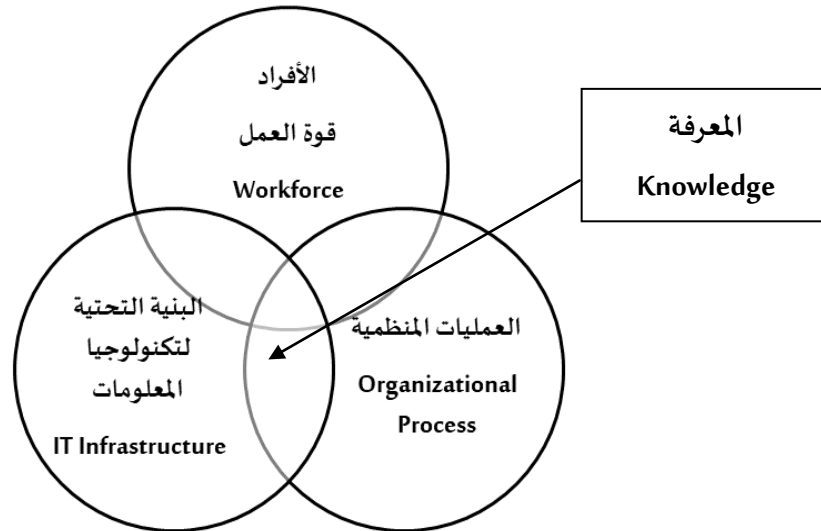 الأفراد
قوة العمل
Workforce
المعرفة
Knowledge
البنية التحتية
لتكنولوجيا
المعلومات
IT Infrastructure
العمليات المنظمية
Organizational
Process